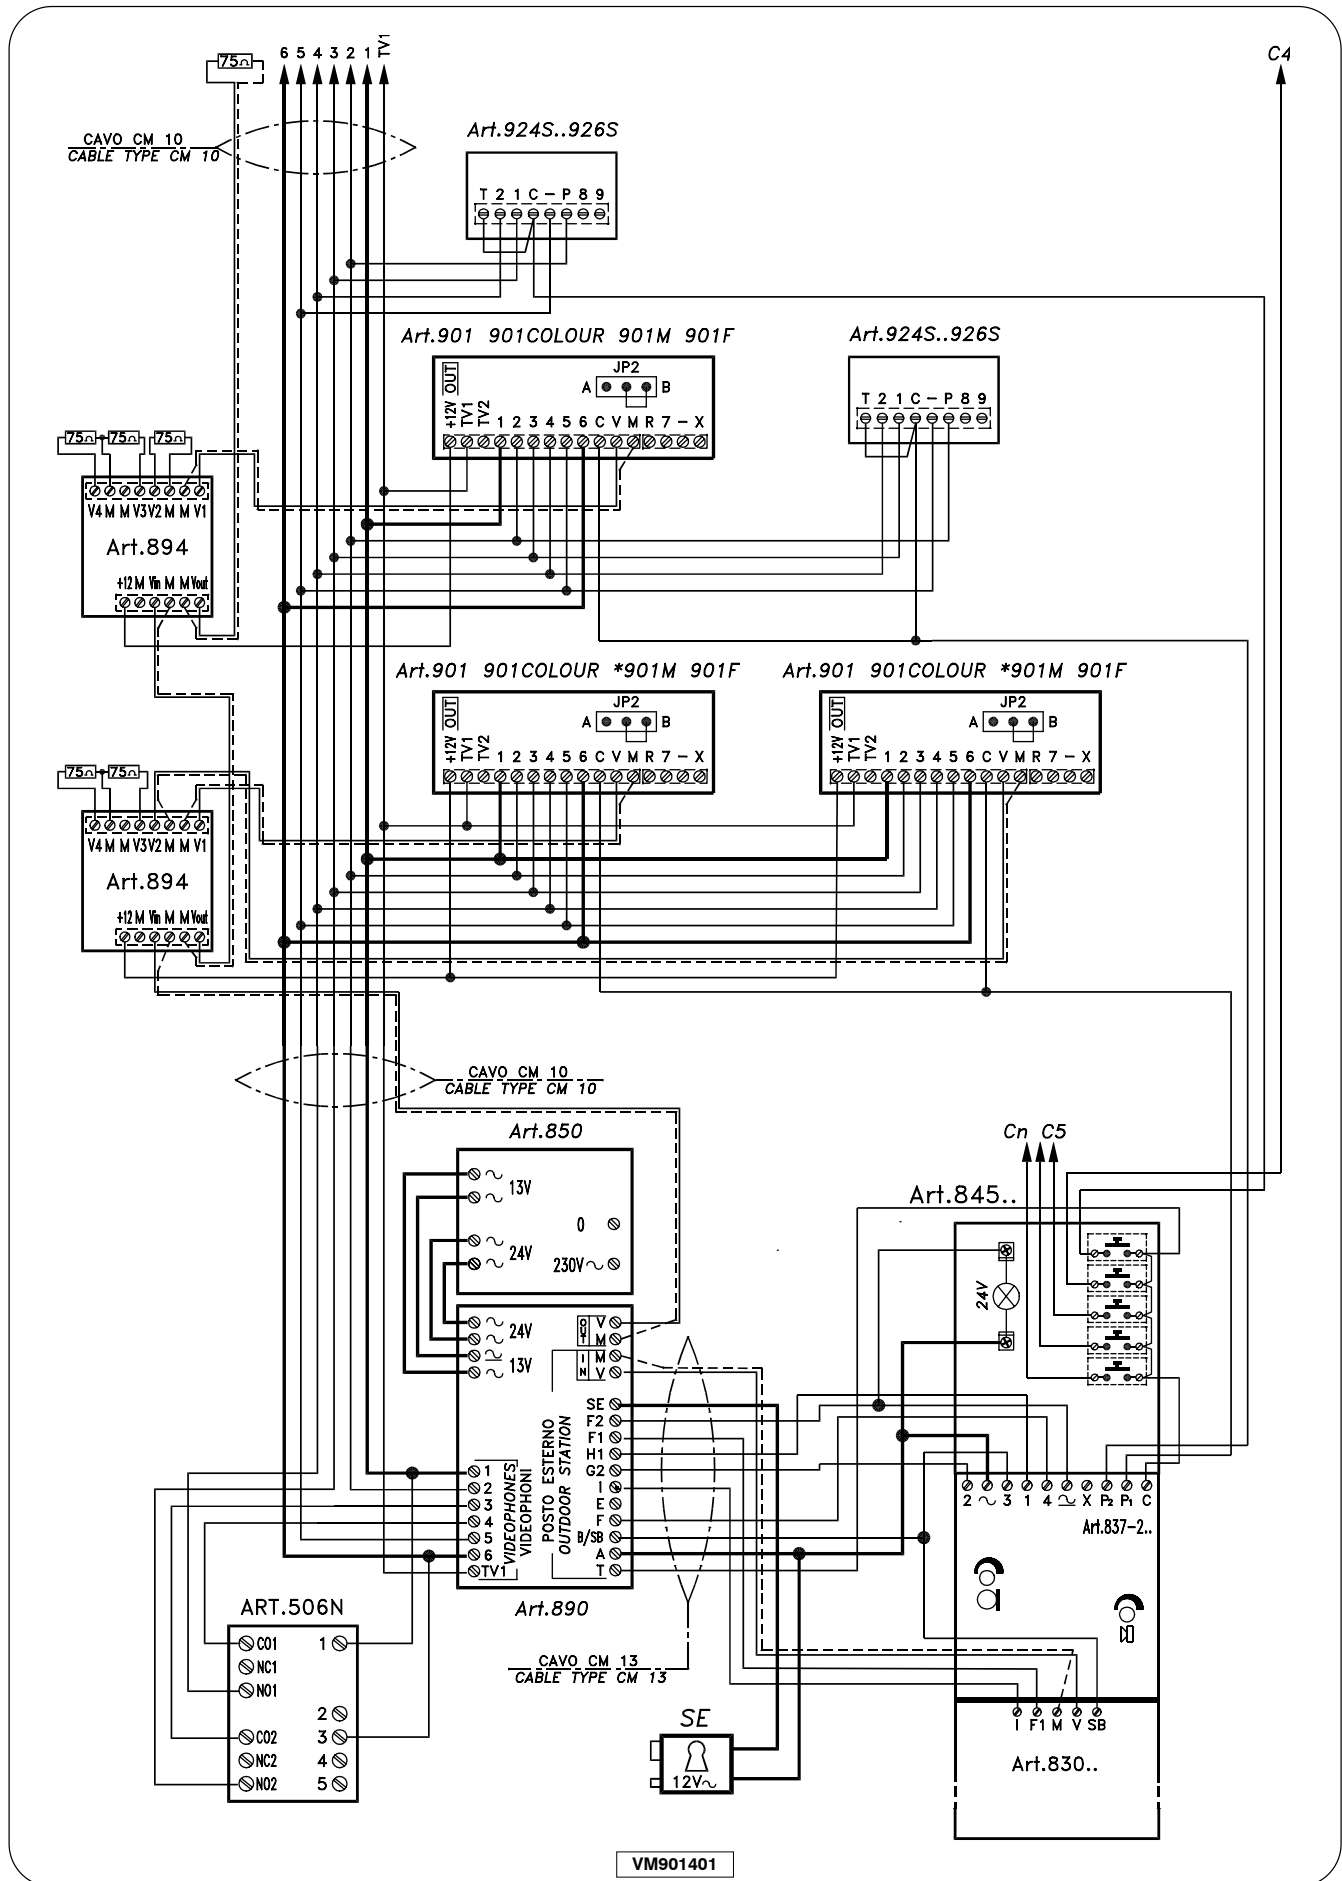 75Ω
6 5 4 3 2 1 TV1
C4
CAVO CM 10
CABLE TYPE CM 10
Art.924S..926S
T 2 1 C - P 8 9
Art.901 901COLOUR 901M 901F
OUT
JP2
A B
+12V TV1 TV2 1 2 3 4 5 6 C V M R 7 - X
Art.924S..926S
T 2 1 C - P 8 9
75Ω 75Ω 75Ω
V4 M M V3 V2 M M V1
Art.894
+12 M Vin M M Vout
Art.901 901COLOUR *901M 901F
OUT
JP2
A B
+12V TV1 TV2 1 2 3 4 5 6 C V M R 7 - X
Art.901 901COLOUR *901M 901F
OUT
JP2
A B
+12V TV1 TV2 1 2 3 4 5 6 C V M R 7 - X
75Ω 75Ω
V4 M M V3 V2 M M V1
Art.894
+12 M Vin M M Vout
CAVO CM 10
CABLE TYPE CM 10
Art.850
13V
0
24V
230V~
Cn C5
Art.845..
24V
24V
13V
OUT
V
M
IN
M
V
SE
F2
F1
H1
G2
I
E
F
B/SB
A
T
POSTO ESTERNO
OUTDOOR STATION
1
2
3
4
5
6
TV1
VIDEOPHONES
VIDEOPHONI
Art.890
2 ~ 3 1 4 X P2 P1 C
Art.837-2..
ART.506N
CO1
NC1
NO1
CO2
NC2
NO2
1
2
3
4
5
CAVO CM 13
CABLE TYPE CM 13
SE
12V~
I F1 M V SB
Art.830..
VM901401